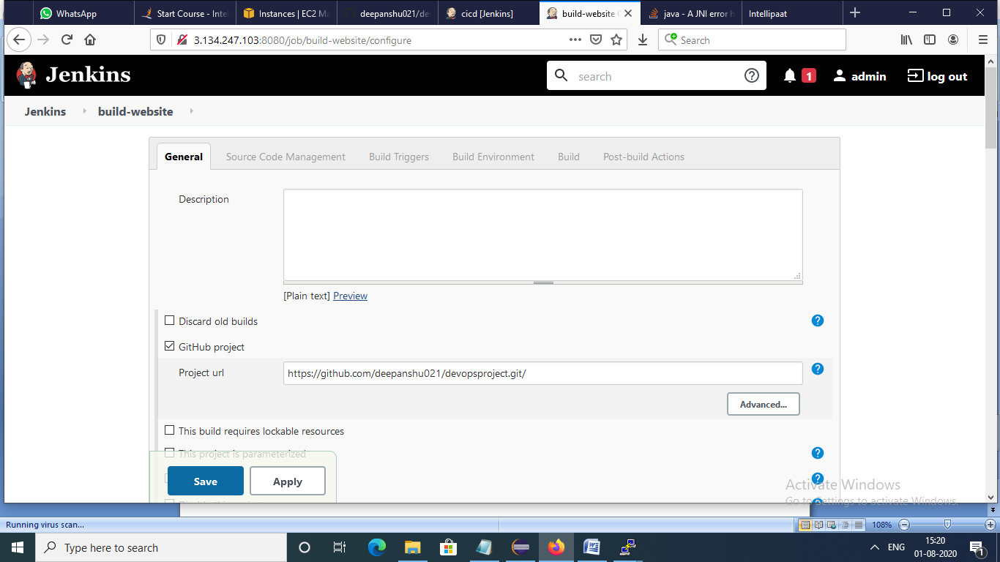 WhatsApp
Start Course - Intel
Instances | EC2 Ma
deepanshu021/de
cicd [Jenkins]
build-website
java - A JNI error h
Intellipaat
3.134.247.103:8080/job/build-website/configure
Search
Jenkins
search
1
admin
log out
Jenkins
build-website
General
Source Code Management
Build Triggers
Build Environment
Build
Post-build Actions
Description
[Plain text] Preview
Discard old builds
GitHub project
Project url
https://github.com/deepanshu021/devopsproject.git/
Advanced...
This build requires lockable resources
This project is parameterized
Save
Apply
Activate Windows
Go to Settings to activate Windows.
Running virus scan...
108%
Type here to search
ENG
15:20
01-08-2020
1